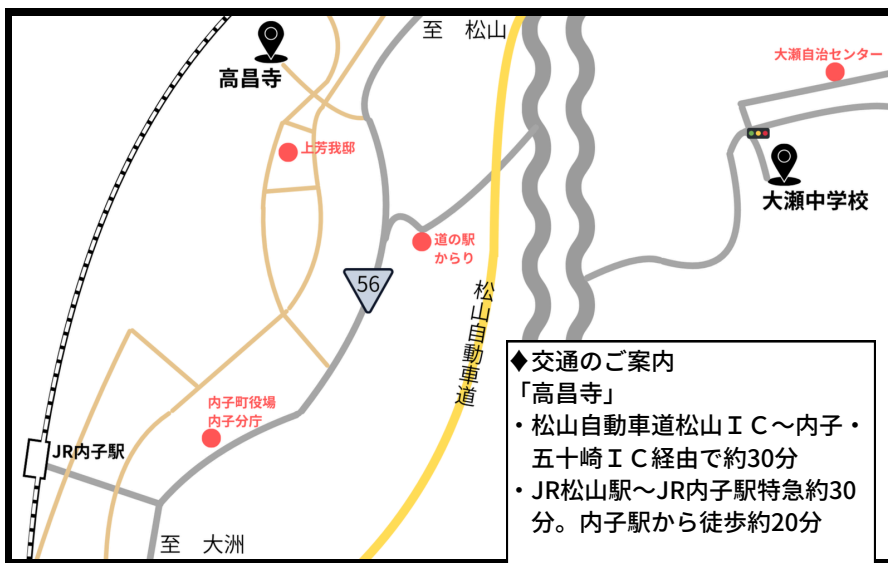 至　松山
高昌寺
大瀬自治センター
上芳我邸
大瀬中学校
道の駅
からり
56
松山自動車道
内子町役場
内子分庁
JR内子駅
至　大洲
♦交通のご案内
「高昌寺」
・松山自動車道松山ＩＣ～内子・
五十崎ＩＣ経由で約30分
・JR松山駅～JR内子駅特急約30
分。内子駅から徒歩約20分